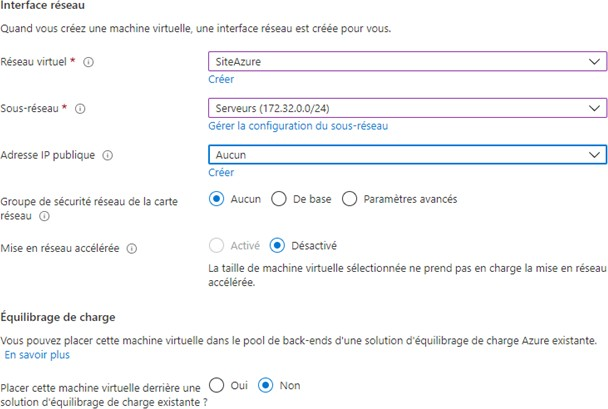 Interface réseau
Quand vous créez une machine virtuelle, une interface réseau est créée pour vous.
Réseau virtuel * SiteAzure
Créer
Sous-réseau * Serveurs (172.32.0.0/24)
Gérer la configuration du sous-réseau
Adresse IP publique Aucun
Créer
Groupe de sécurité réseau de la carte réseau Aucun De base Paramètres avancés
Mise en réseau accélérée Activé Désactivé
La taille de machine virtuelle sélectionnée ne prend pas en charge la mise en réseau
accélérée.
Équilibrage de charge
Vous pouvez placer cette machine virtuelle dans le pool de back-ends d'une solution d'équilibrage de charge Azure existante.
En savoir plus
Placer cette machine virtuelle derrière une solution d'équilibrage de charge existante ? Oui Non